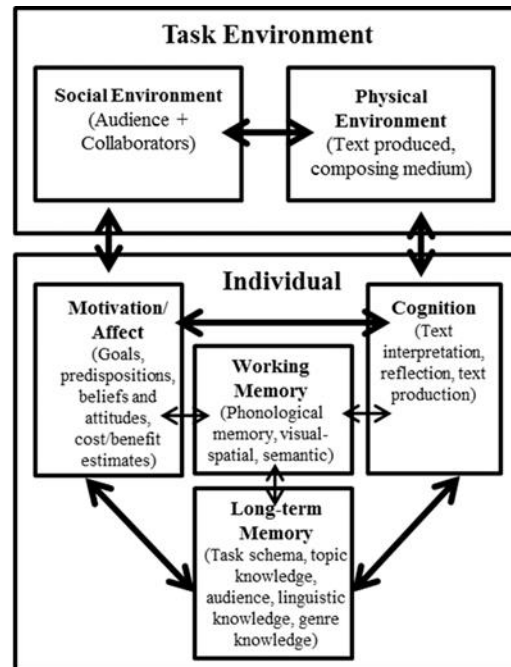 Task Environment
Social Environment
(Audience +
Collaborators)
Physical
Environment
(Text produced,
composing medium)
Individual
Motivation/
Affect
(Goals,
predispositions,
beliefs and
attitudes,
cost/benefit
estimates)
Working
Memory
(Phonological
memory, visual-
spatial, semantic)
Cognition
(Text
interpretation,
reflection, text
production)
Long-term
Memory
(Task schema, topic
knowledge,
audience, linguistic
knowledge, genre
knowledge)